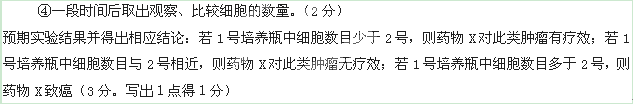 ④一段时间后取出观察、比较细胞的数量。（2 分）
预期实验结果并得出相应结论：若 1 号培养瓶中细胞数目少于 2 号，则药物 X 对此类肿瘤有疗效；若 1
号培养瓶中细胞数目与 2 号相近，则药物 X 对此类肿瘤无疗效；若 1 号培养瓶中细胞数目多于 2 号，则
药物 X 致癌（3 分。写出 1 点得 1 分）